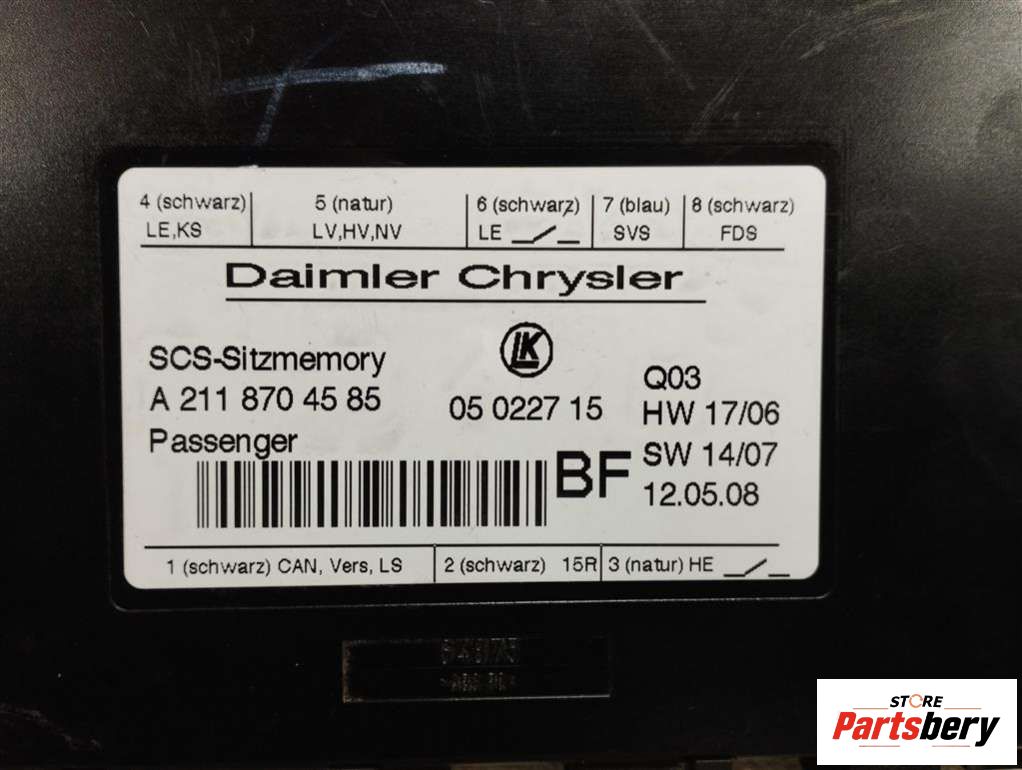 4 (schwarz) 5 (natur) 6 (schwarz) 7 (blau) 8 (schwarz)
LE,KS LV,HV,NV LE SVS FDS
Daimler Chrysler
LK
SCS-Sitzmemory
Q03
A 211 870 45 85 05 0227 15 HW 17/06
Passenger
BF SW 14/07
12.05.08
1 (schwarz) CAN, Vers, LS 2 (schwarz) 15R 3 (natur) HE
STORE
Partsbery